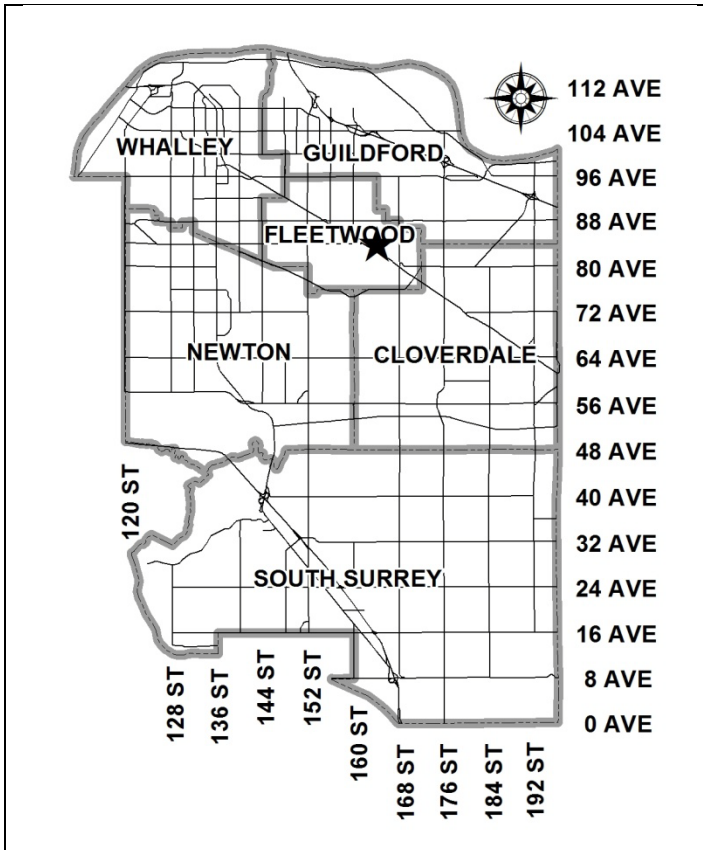 112 AVE
104 AVE
WHALLEY
GUILDFORD
96 AVE
88 AVE
FLEETWOOD
80 AVE
72 AVE
NEWTON
CLOVERDALE
64 AVE
56 AVE
48 AVE
120 ST
40 AVE
32 AVE
SOUTH SURREY
24 AVE
16 AVE
8 AVE
0 AVE
128 ST
136 ST
144 ST
152 ST
160 ST
168 ST
176 ST
184 ST
192 ST